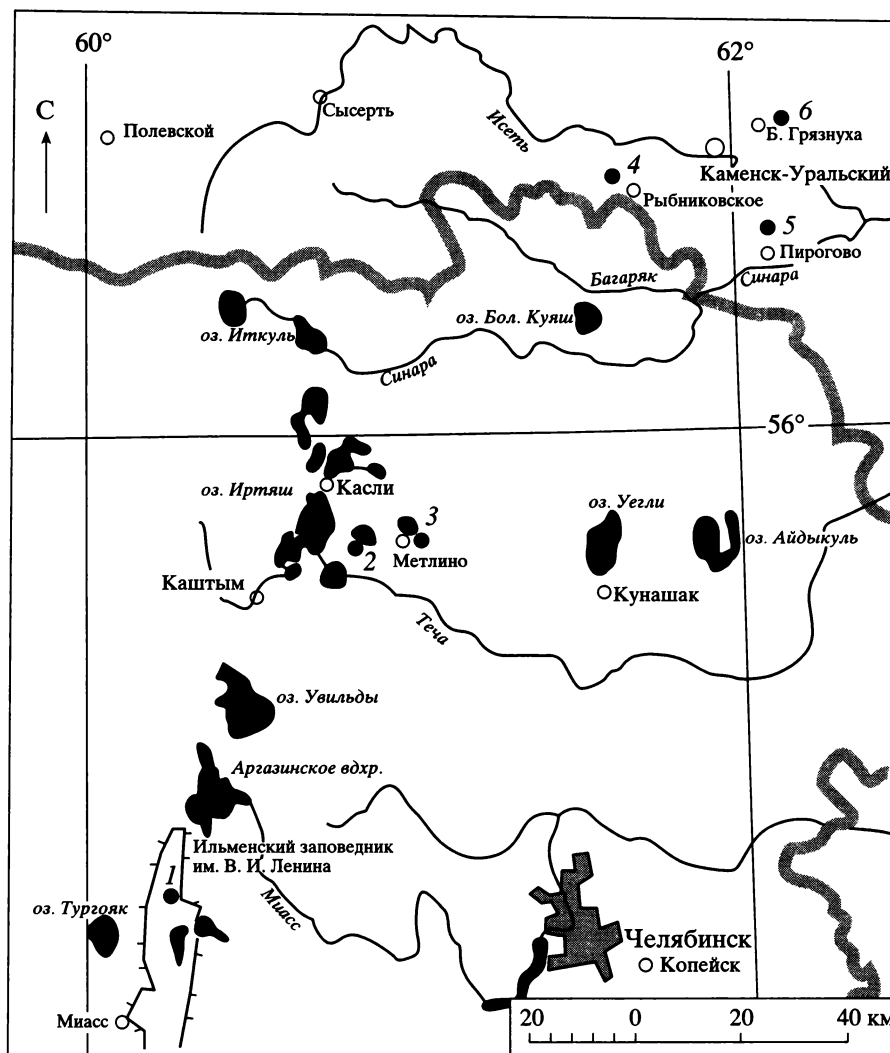 60°
62°
С
Полевской
Сысерть
Исеть
6
Б. Грязнуха
4
Каменск-Уральский
Рыбниковское
5
Пирогово
Багаряк
Синара
оз. Иткуль
оз. Бол. Куяш
Синара
56°
оз. Иртяш
Касли
оз. Уегли
3
2
Метлино
оз. Айдыкуль
Каштым
Кунашак
Теча
оз. Увильды
Аргазинское вдхр.
Ильменский заповедник
им. В. И. Ленина
1
оз. Тургояк
Миасс
Челябинск
Копейск
Миасс
20 0 20 40 км